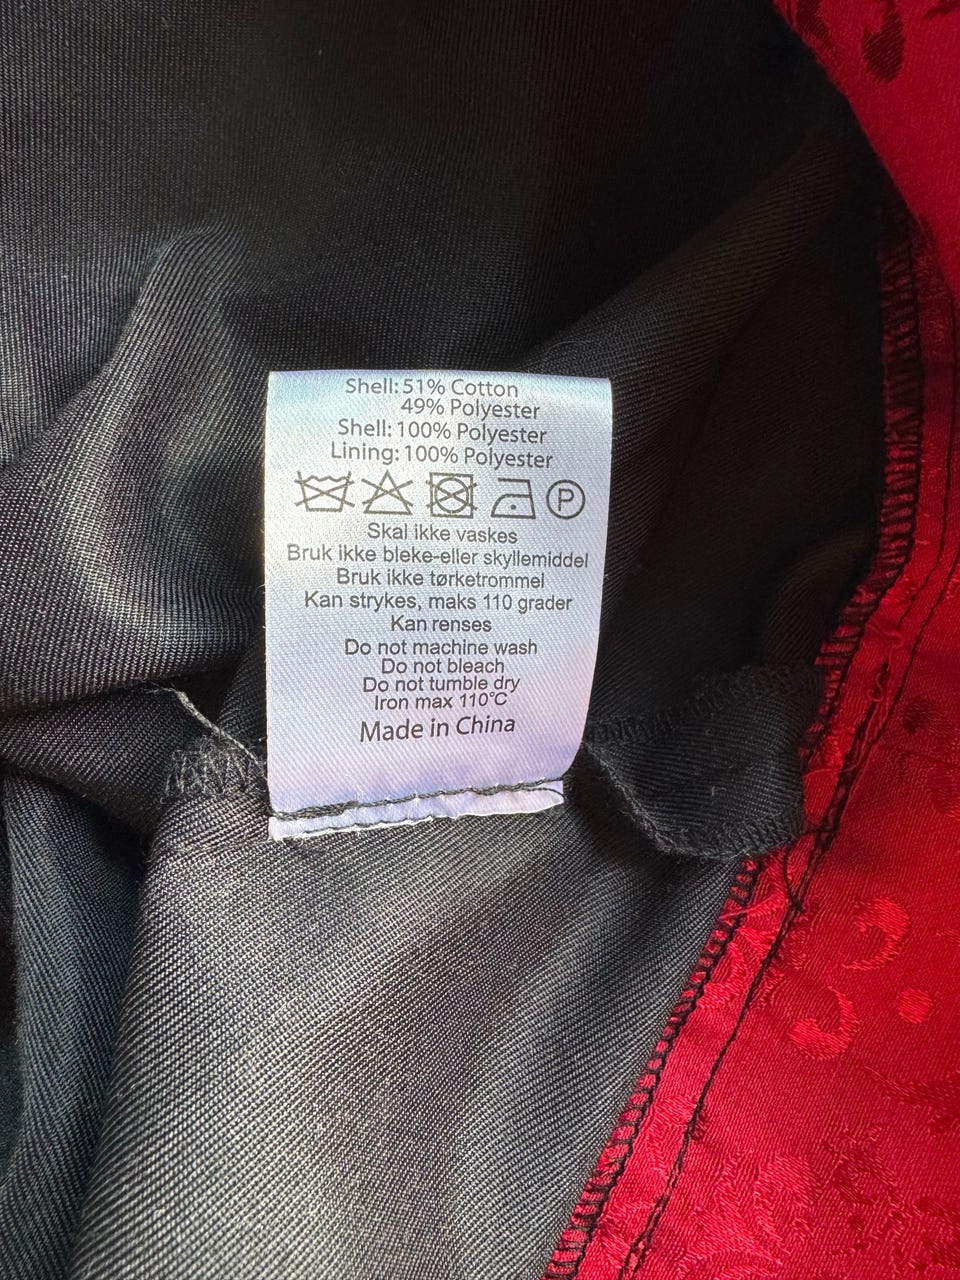 Shell: 51% Cotton
49% Polyester
Shell: 100% Polyester
Lining: 100% Polyester
P
Skal ikke vaskes
Bruk ikke bleke-eller skyllemiddel
Bruk ikke tørketrommel
Kan strykes, maks 110 grader
Kan renses
Do not machine wash
Do not bleach
Do not tumble dry
Iron max 110°C
Made in China